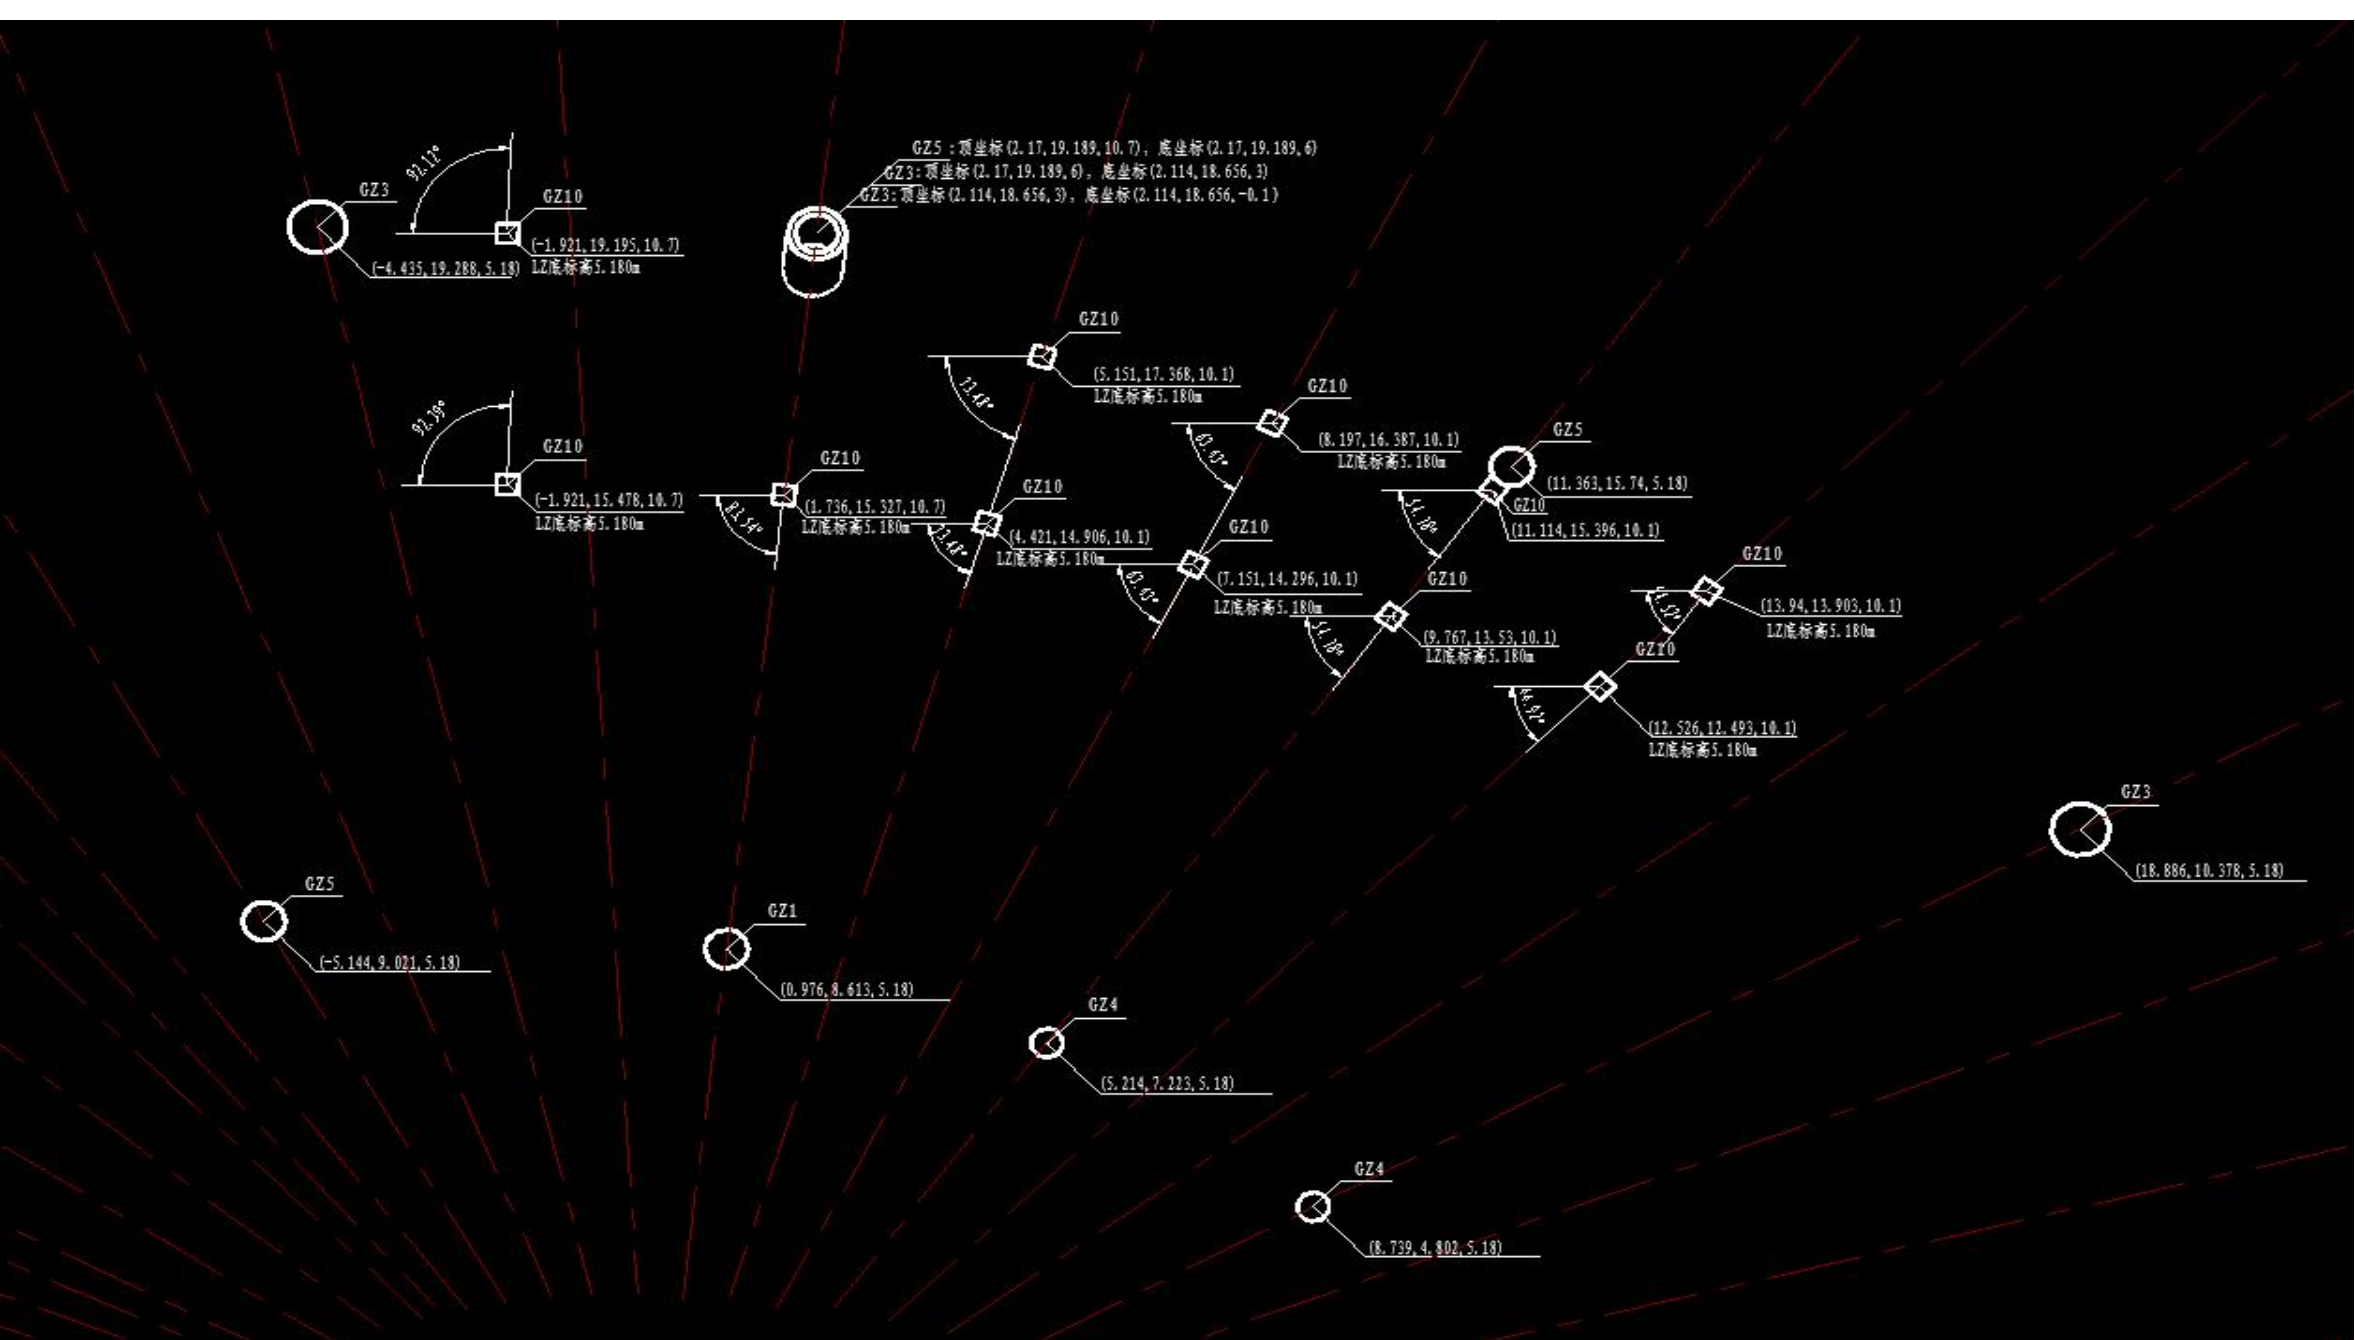 GZ5：顶坐标(2.17,19.189,10.7)，底坐标(2.17,19.189,6)
GZ3:顶坐标(2.17,19.189,6)，底坐标(2.114,18.656,3)
GZ3:顶坐标(2.114,18.656,3)，底坐标(2.114,18.656,-0.1)
92.12°
GZ3
GZ10
(-1.921,19.195,10.7)
(-4.435,19.288,5.18)
LZ底标高5.180m
GZ10
(5.151,17.368,10.1)
LZ底标高5.180m
73.48°
GZ10
(8.197,16.387,10.1)
LZ底标高5.180m
63.43°
92.39°
GZ10
(-1.921,15.478,10.7)
LZ底标高5.180m
GZ10
(1.736,15.327,10.7)
LZ底标高5.180m
83.54°
GZ10
(4.421,14.906,10.1)
LZ底标高5.180m
73.48°
GZ5
(11.363,15.74,5.18)
GZ10
(11.114,15.396,10.1)
54.18°
GZ10
(7.151,14.296,10.1)
LZ底标高5.180m
63.43°
GZ10
(9.767,13.53,10.1)
LZ底标高5.180m
54.18°
GZ10
(13.94,13.903,10.1)
LZ底标高5.180m
GZ10
(12.526,12.493,10.1)
LZ底标高5.180m
44.92°
GZ3
(18.886,10.378,5.18)
GZ5
(-5.144,9.021,5.18)
GZ1
(0.976,8.613,5.18)
GZ4
(5.214,7.223,5.18)
GZ4
(8.739,4.802,5.18)